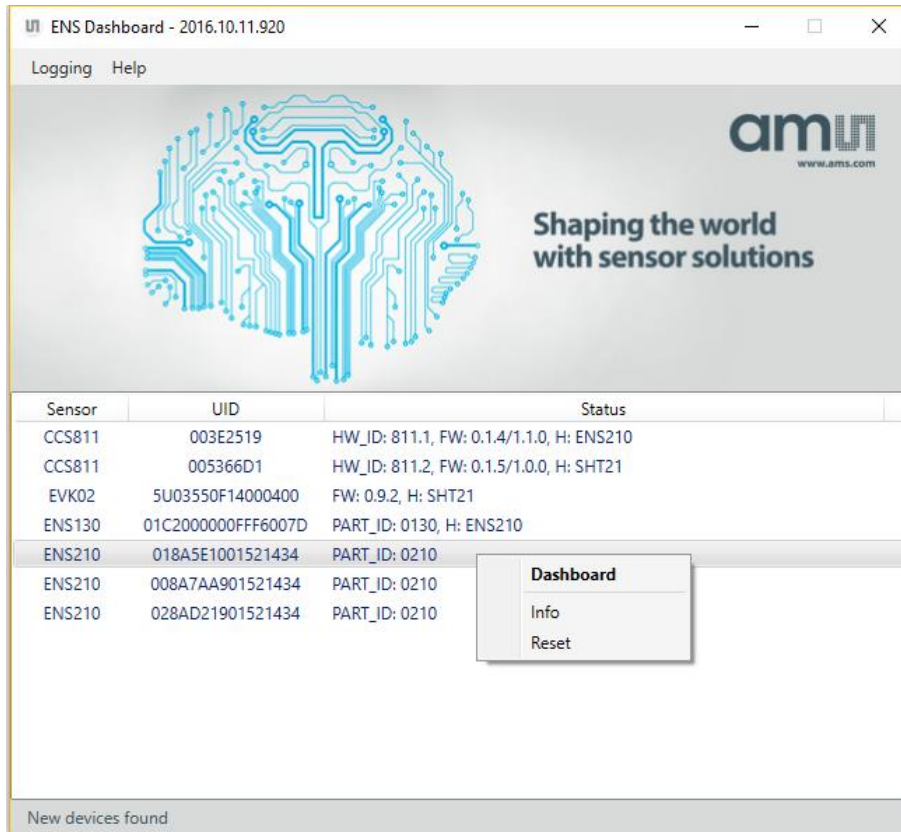 ENS Dashboard - 2016.10.11.920
Logging Help
amu
www.ams.com
Shaping the world
with sensor solutions
Sensor UID Status
CCS811 003E2519 HW_ID: 811.1, FW: 0.1.4/1.1.0, H: ENS210
CCS811 005366D1 HW_ID: 811.2, FW: 0.1.5/1.0.0, H: SHT21
EVK02 5U03550F14000400 FW: 0.9.2, H: SHT21
ENS130 01C2000000FFF6007D PART_ID: 0130, H: ENS210
ENS210 018A5E1001521434 PART_ID: 0210
ENS210 008A7AA901521434 PART_ID: 0210
ENS210 028AD21901521434 PART_ID: 0210
Dashboard
Info
Reset
New devices found